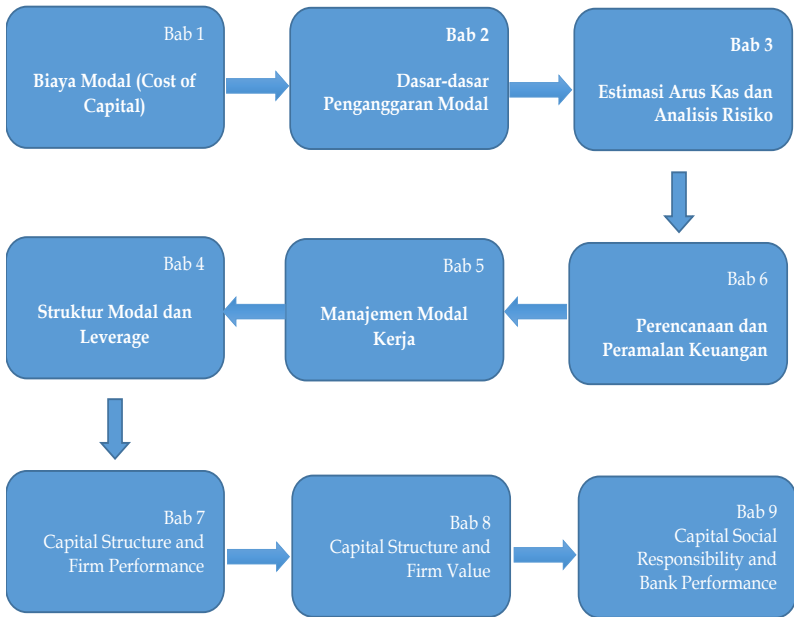 Bab 1
Biaya Modal (Cost of
Capital)
Bab 2
Dasar-dasar
Penganggaran Modal
Bab 3
Estimasi Arus Kas dan
Analisis Risiko
Bab 4
Struktur Modal dan
Leverage
Bab 5
Manajemen Modal
Kerja
Bab 6
Perencanaan dan
Peramalan Keuangan
Bab 7
Capital Structure and
Firm Performance
Bab 8
Capital Structure and
Firm Value
Bab 9
Capital Social
Responsibility and
Bank Performance